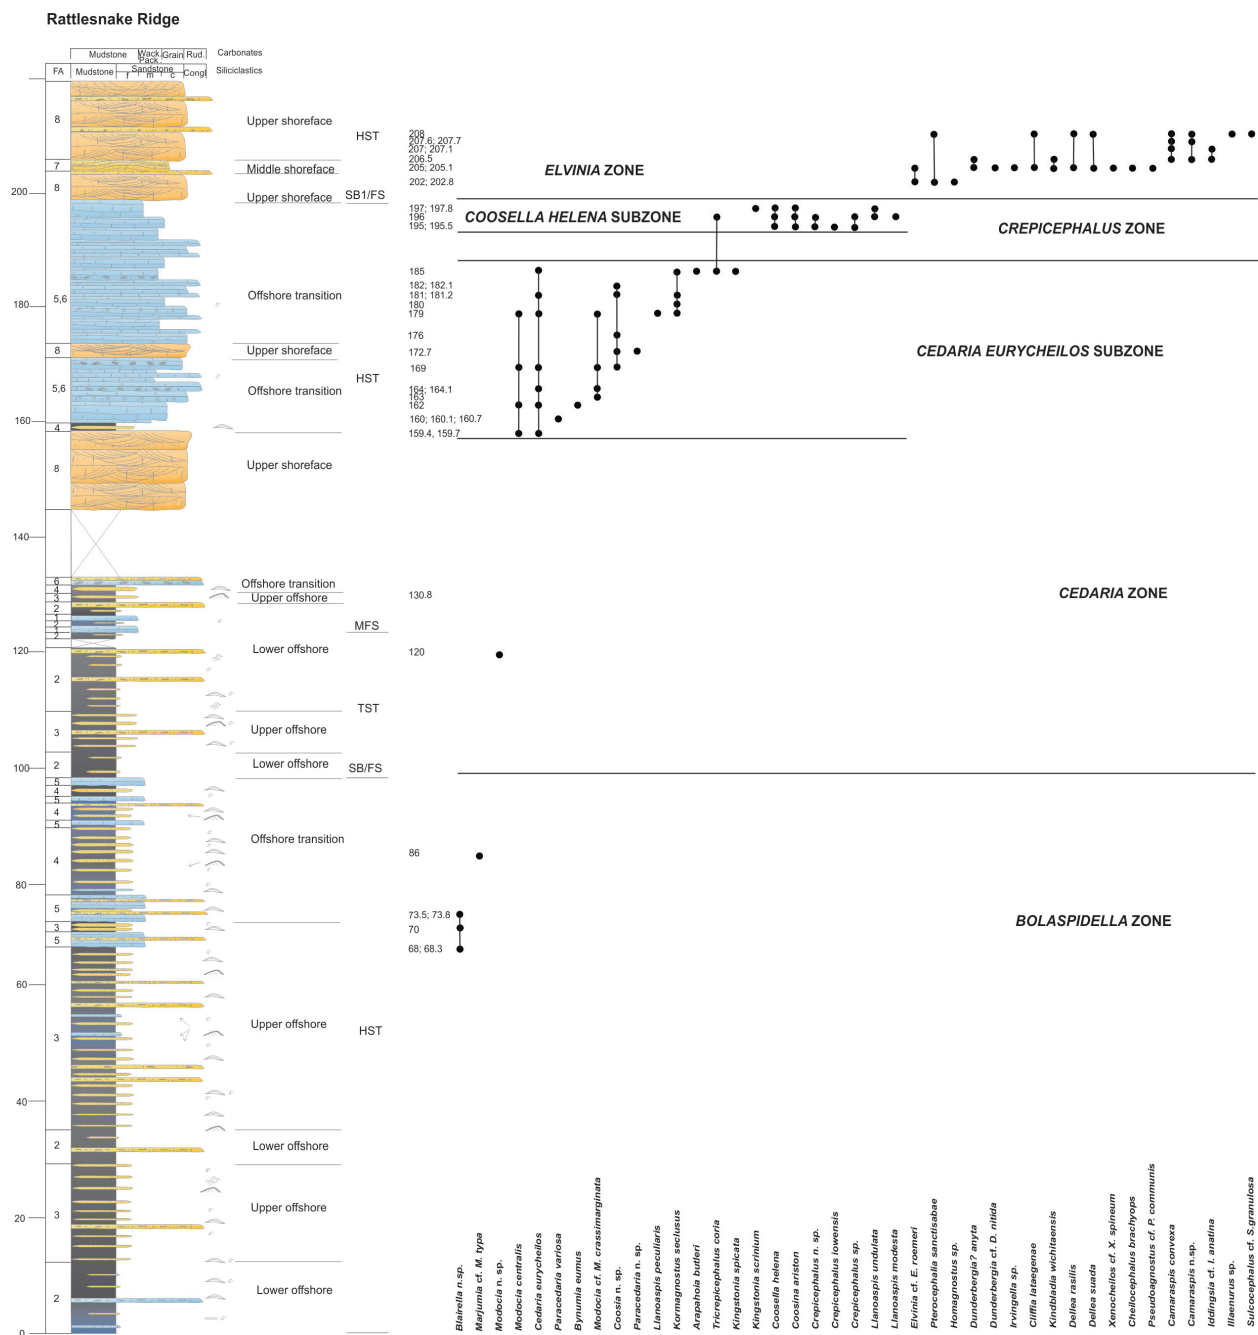 Rattlesnake Ridge
Mudstone Wack. Pack Grain Rud. Carbonates
FA Mudstone Sandstone Congl Siliciclastics
f m c
8
Upper shoreface
HST
7
Middle shoreface
200
8
Upper shoreface
SB1/FS
5,6
Offshore transition
180
8
Upper shoreface
HST
5,6
Offshore transition
160
4
8
Upper shoreface
140
6
Offshore transition
4
3
Upper offshore
2
1
2
1
MFS
2
120
Lower offshore
2
TST
3
Upper offshore
2
Lower offshore
SB/FS
100
5
4
5
4
5
Offshore transition
4
80
5
3
5
60
Upper offshore
HST
3
40
2
Lower offshore
3
Upper offshore
20
2
Lower offshore
0
208
207.6; 207.7
207; 207.1
206.5
205; 205.1
202; 202.8
197; 197.8
196
195; 195.5
185
182; 182.1
181; 181.2
180
179
176
172.7
169
164; 164.1
163
162
160; 160.1; 160.7
159.4, 159.7
130.8
120
86
73.5; 73.8
70
68; 68.3
ELVINIA ZONE
COOSELLA HELENA SUBZONE
CREPICEPHALUS ZONE
CEDARIA EURYCHEILOS SUBZONE
CEDARIA ZONE
BOLASPIDELLA ZONE
Blairella n.sp.
Marjumia cf. M. typa
Modocia n. sp.
Modocia centralis
Cedaria eurycheilos
Paracedaria variosa
Bynumia eumus
Modocia cf. M. crassimarginata
Coosia n. sp.
Paracedaria n. sp.
Llanoaspis peculiaris
Kormagnostus seclusus
Arapahoia butleri
Tricrepicephalus coria
Kingstonia spicata
Kingstonia scrinium
Coosella helena
Coosina ariston
Crepicephalus n. sp.
Crepicephalus iowensis
Crepicephalus sp.
Llanoaspis undulata
Llanoaspis modesta
Elvinia cf. E. roemeri
Pterocephalia sanctisabae
Homagnostus sp.
Dunderbergia? anyta
Dunderbergia cf. D. nitida
Irvingella sp.
Cliffia lataegenae
Kindbladia wichitaensis
Dellea rasilis
Dellea suada
Xenocheilos cf. X. spineum
Cheilocephalus brachyops
Pseudoagnostus cf. P. communis
Camaraspis convexa
Camaraspis n.sp.
Iddingsia cf. I. anatina
Illaenurus sp.
Sulcocephalus cf. S.granulosa